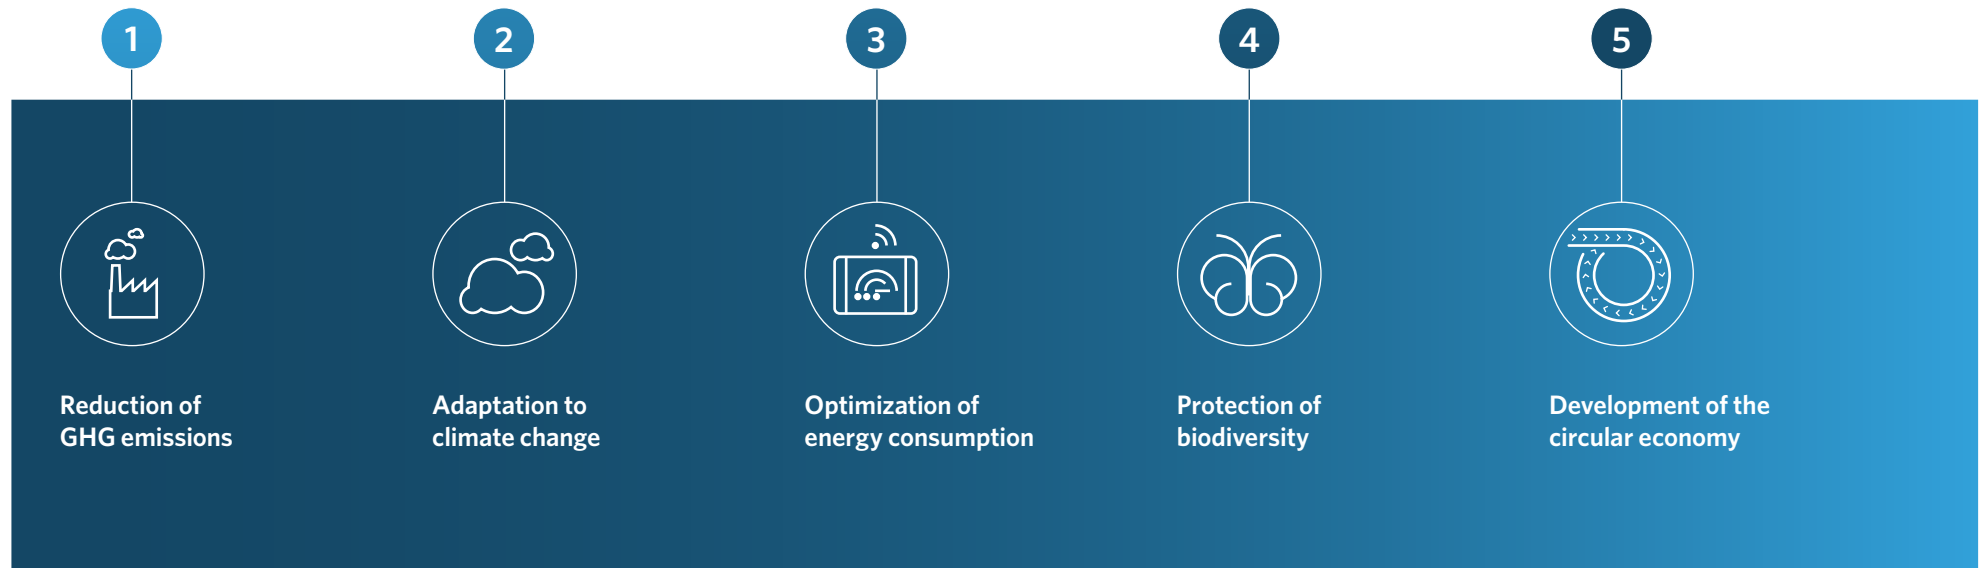 1
2
3
4
5
Reduction of
GHG emissions
Adaptation to
climate change
Optimization of
energy consumption
Protection of
biodiversity
Development of the
circular economy